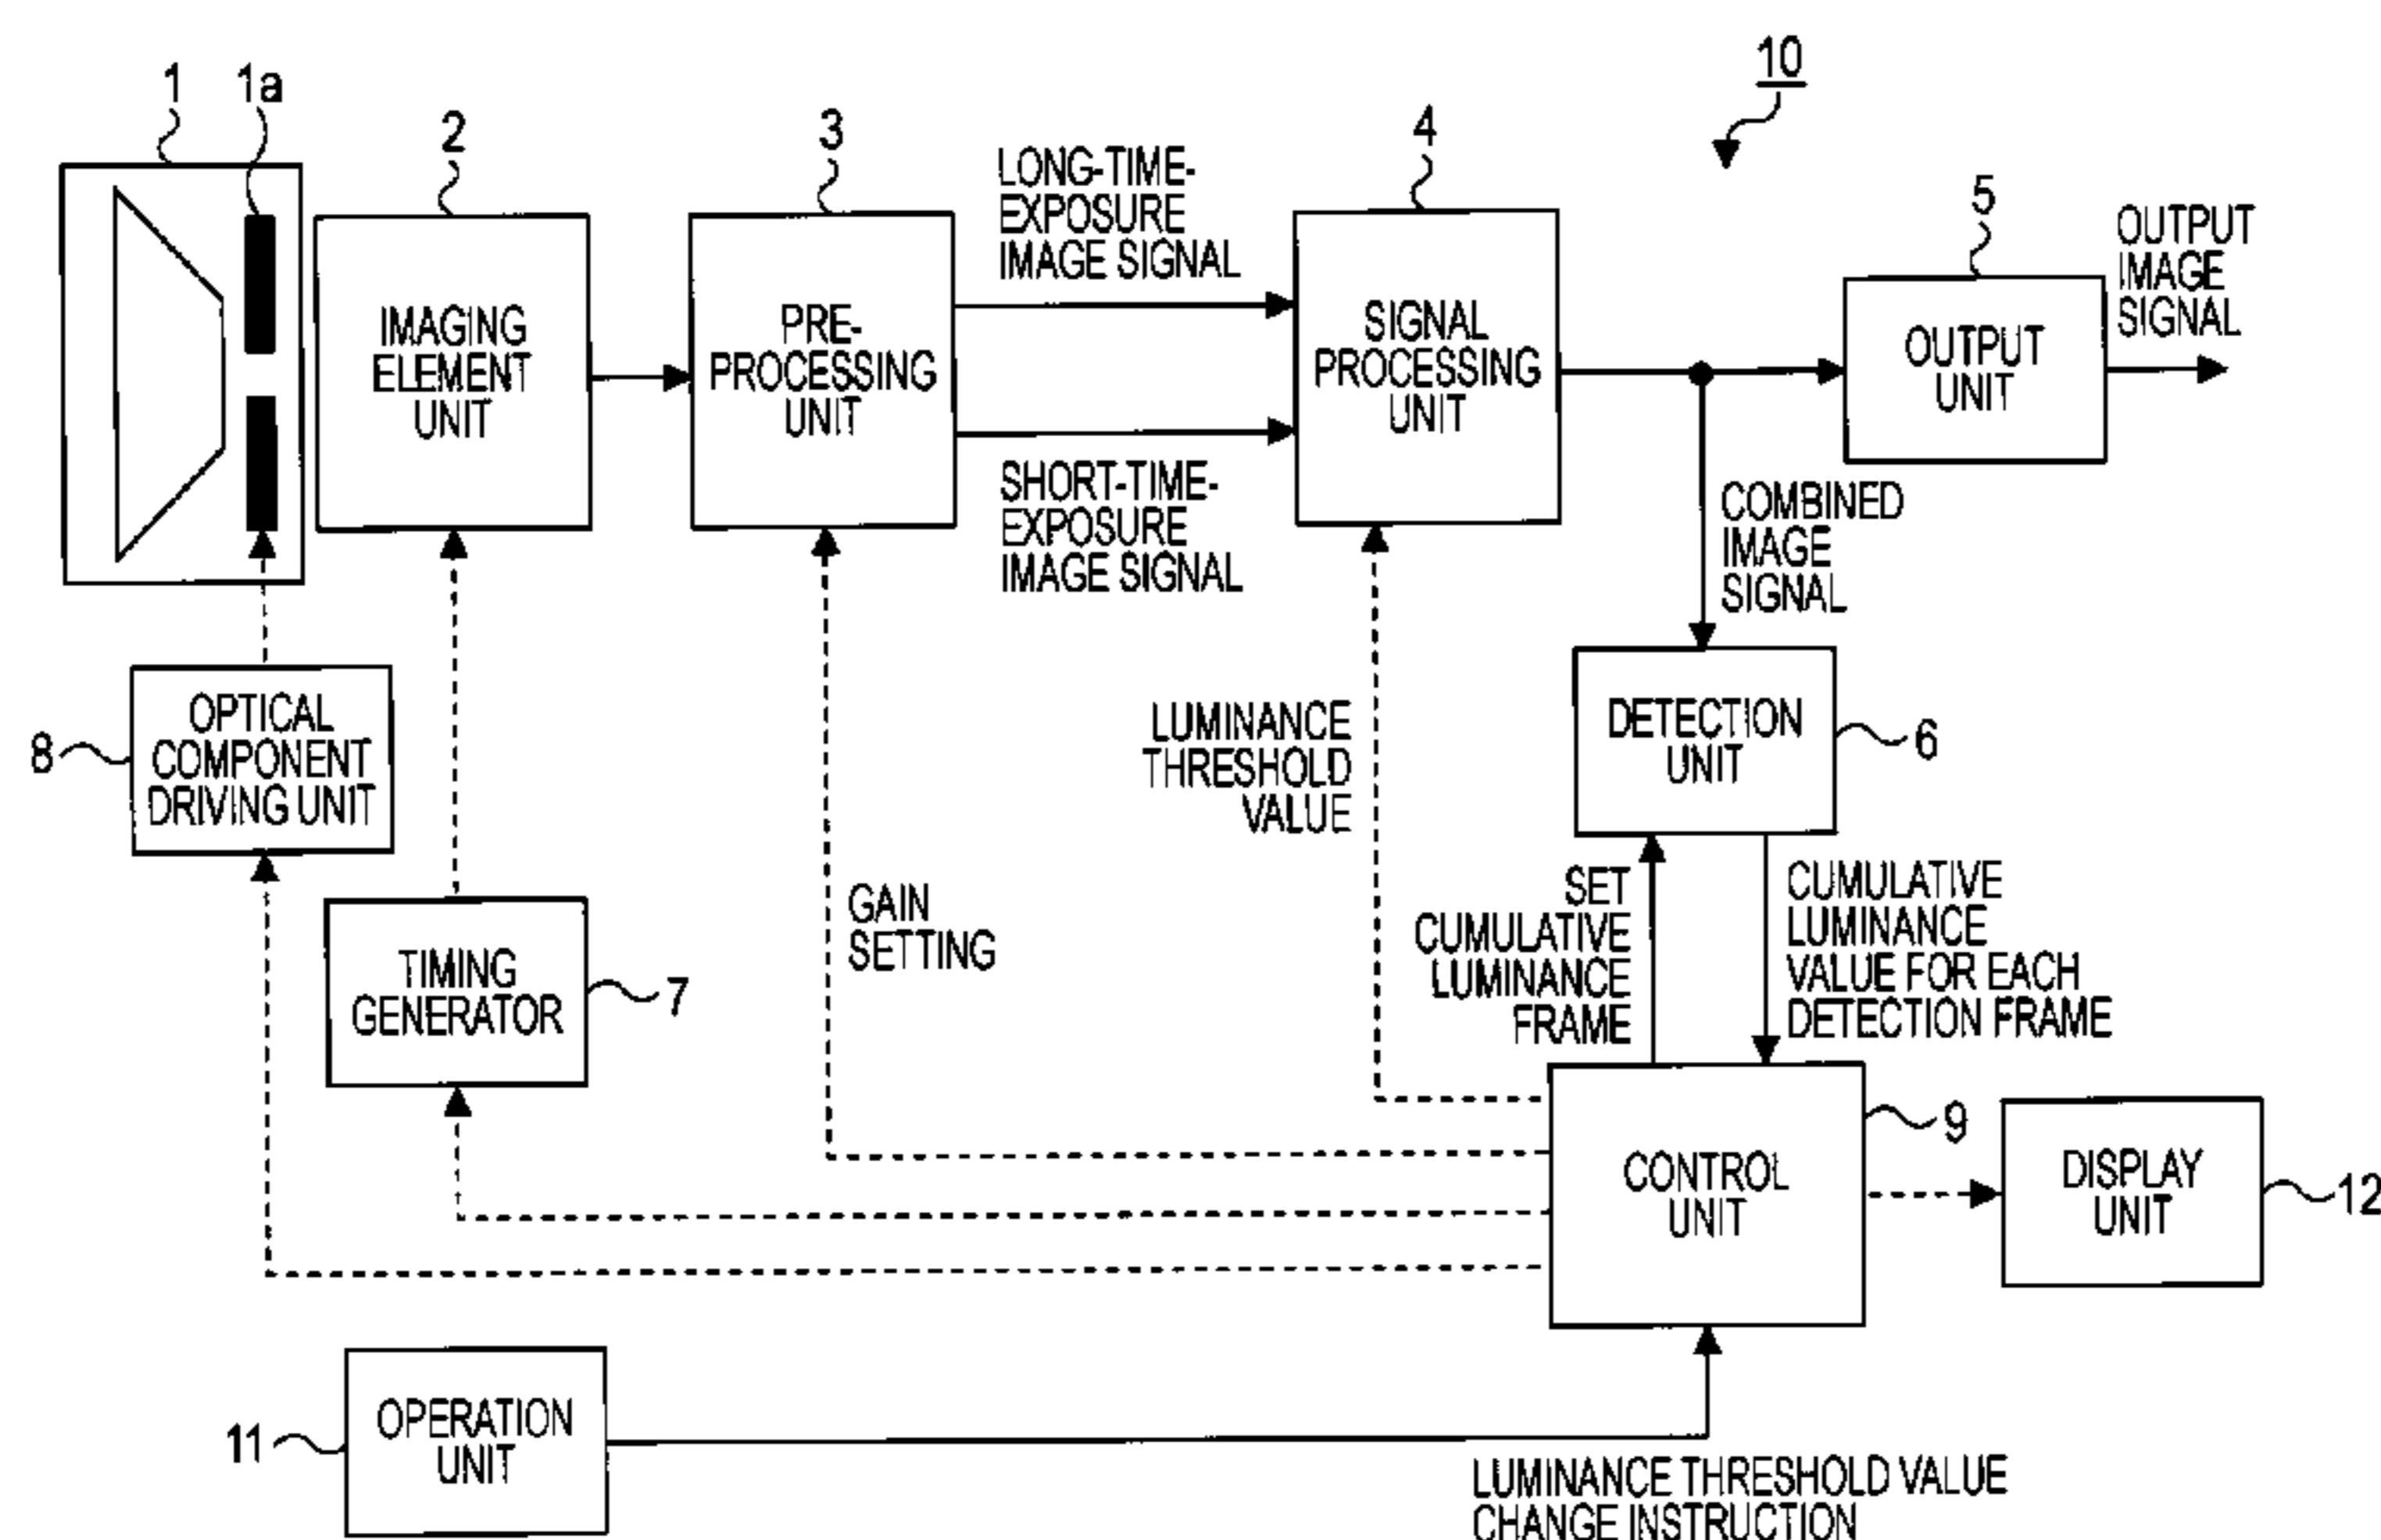 10
1
1a
2
3
4
5
LONG-TIME-
EXPOSURE
IMAGE SIGNAL
OUTPUT
IMAGE
SIGNAL
IMAGING
ELEMENT
UNIT
PRE-
PROCESSING
UNIT
SIGNAL
PROCESSING
UNIT
OUTPUT
UNIT
SHORT-TIME-
EXPOSURE
IMAGE SIGNAL
COMBINED
IMAGE
SIGNAL
8
OPTICAL
COMPONENT
DRIVING UNIT
LUMINANCE
THRESHOLD
VALUE
DETECTION
UNIT
6
GAIN
SETTING
SET
CUMULATIVE
LUMINANCE
FRAME
CUMULATIVE
LUMINANCE
VALUE FOR EACH
DETECTION FRAME
TIMING
GENERATOR
7
CONTROL
UNIT
9
DISPLAY
UNIT
12
11
OPERATION
UNIT
LUMINANCE THRESHOLD VALUE
CHANGE INSTRUCTION